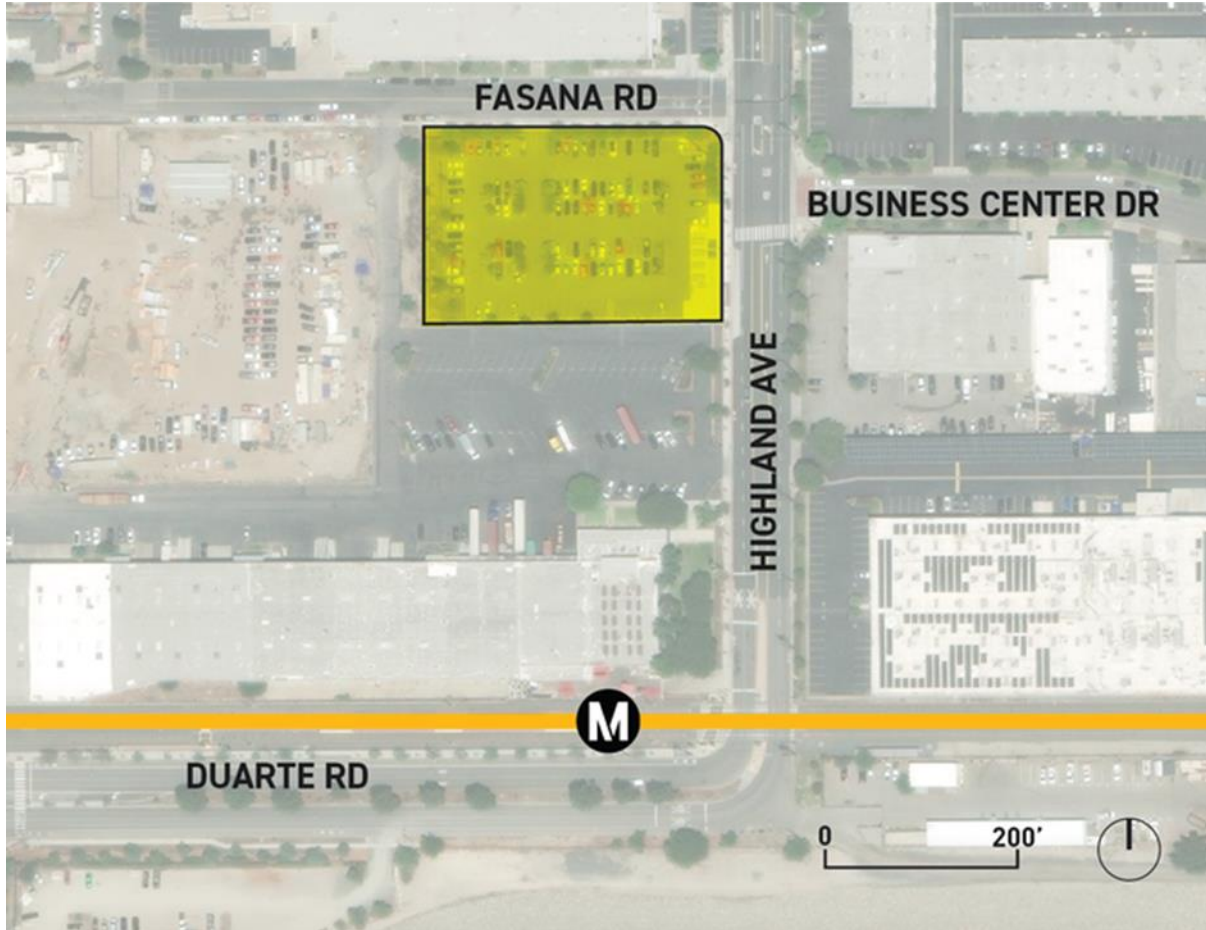 FASANA RD
BUSINESS CENTER DR
HIGHLAND AVE
M
DUARTE RD
0 200'